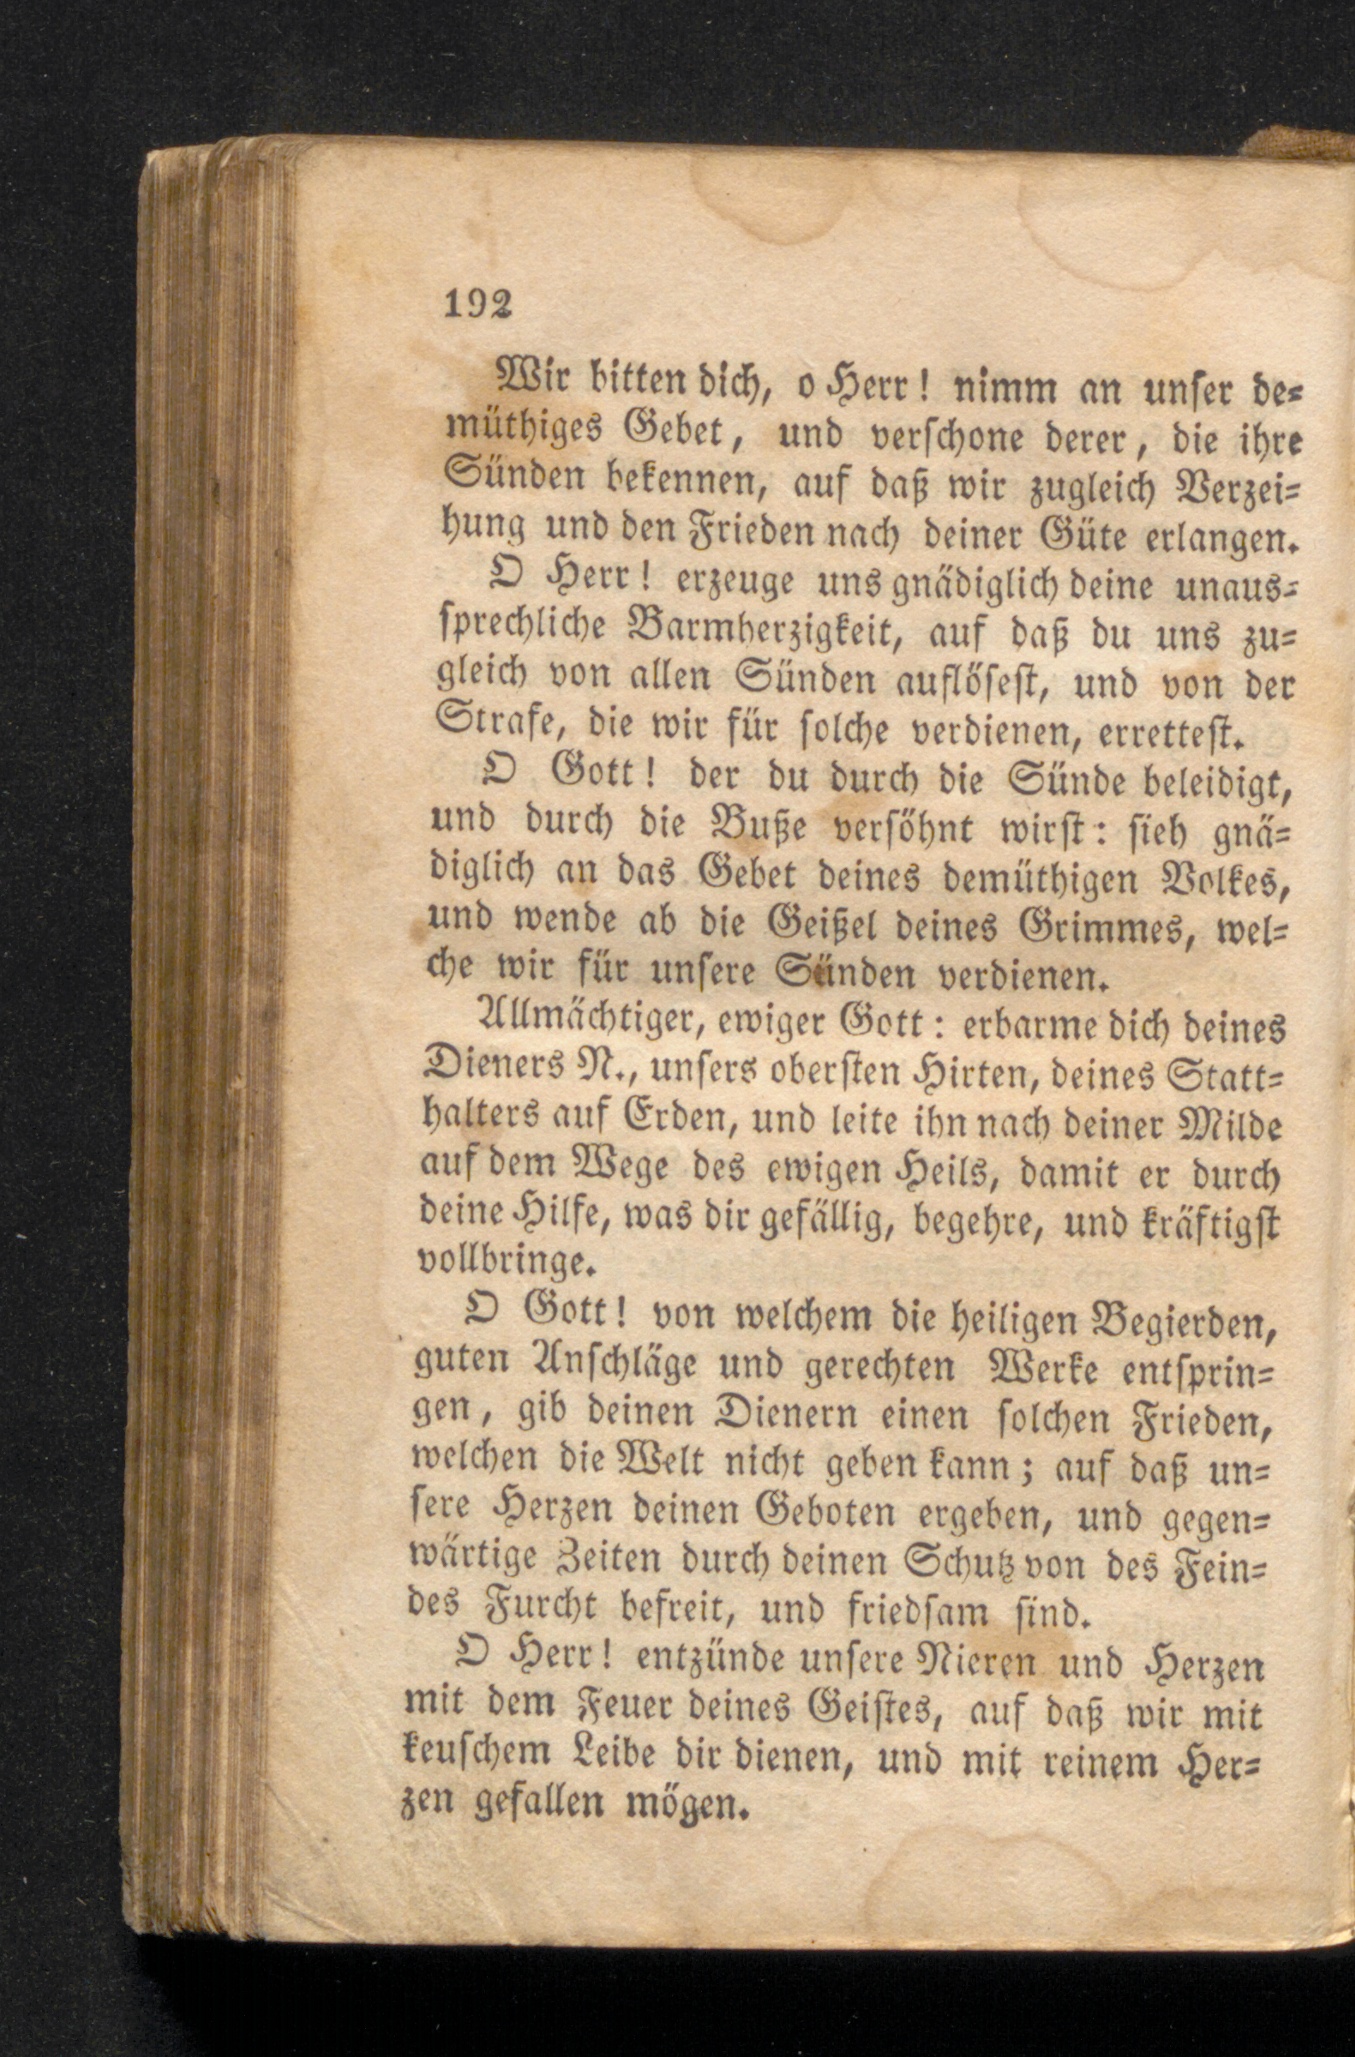 192
Wir bitten dich, o Herr! nimm an unser de=
müthiges Gebet, und verschone derer, die ihre
Sünden bekennen, auf daß wir zugleich Verzei=
hung und den Frieden nach deiner Güte erlangen.
O Herr! erzeuge uns gnädiglich deine unaus=
sprechliche Barmherzigkeit, auf daß du uns zu=
gleich von allen Sünden auflösest, und von der
Strafe, die wir für solche verdienen, errettest.
O Gott! der du durch die Sünde beleidigt,
und durch die Buße versöhnt wirst: sieh gnä=
diglich an das Gebet deines demüthigen Volkes,
und wende ab die Geißel deines Grimmes, wel=
che wir für unsere Sünden verdienen.
Allmächtiger, ewiger Gott: erbarme dich deines
Dieners N., unsers obersten Hirten, deines Statt=
halters auf Erden, und leite ihn nach deiner Milde
auf dem Wege des ewigen Heils, damit er durch
deine Hilfe, was dir gefällig, begehre, und kräftigst
vollbringe.
O Gott! von welchem die heiligen Begierden,
guten Anschläge und gerechten Werke entsprin=
gen, gib deinen Dienern einen solchen Frieden,
welchen die Welt nicht geben kann; auf daß un=
sere Herzen deinen Geboten ergeben, und gegen=
wärtige Zeiten durch deinen Schutz von des Fein=
des Furcht befreit, und friedsam sind.
O Herr! entzünde unsere Nieren und Herzen
mit dem Feuer deines Geistes, auf daß wir mit
keuschem Leibe dir dienen, und mit reinem Her=
zen gefallen mögen.